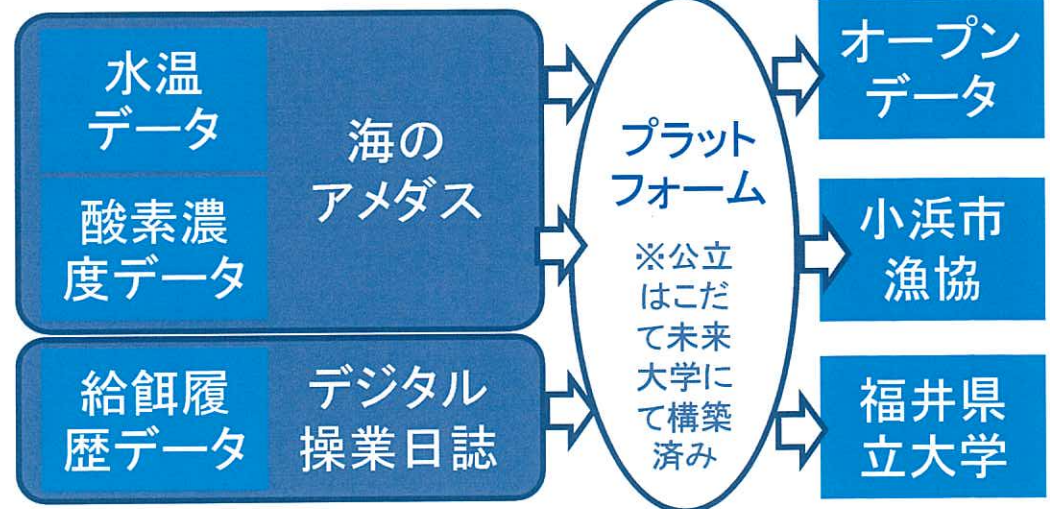 水温
データ
酸素濃
度データ
海の
アメダス
給餌履
歴データ
デジタル
操業日誌
プラット
フォーム
※公立
はこだ
て未来
大学に
て構築
済み
オープン
データ
小浜市
漁協
福井県
立大学